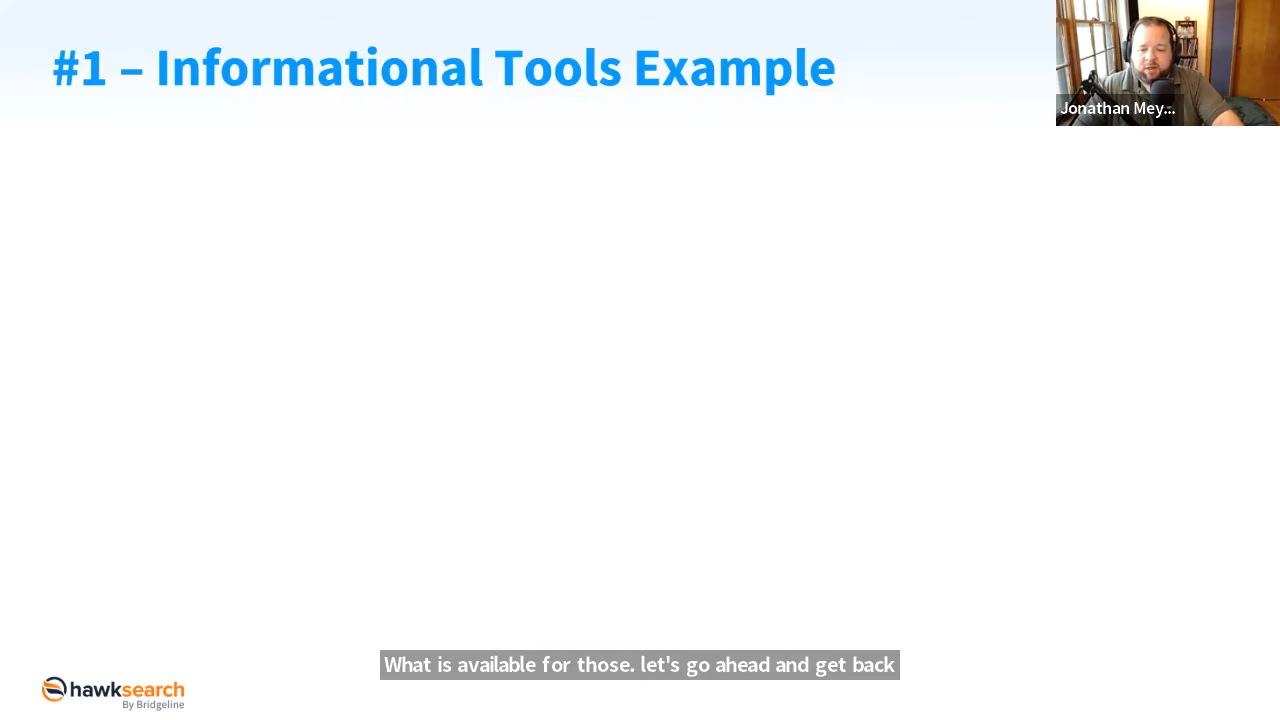 #1 – Informational Tools Example
Jonathan Mey...
What is available for those. let's go ahead and get back
hawksearch
By Bridgeline